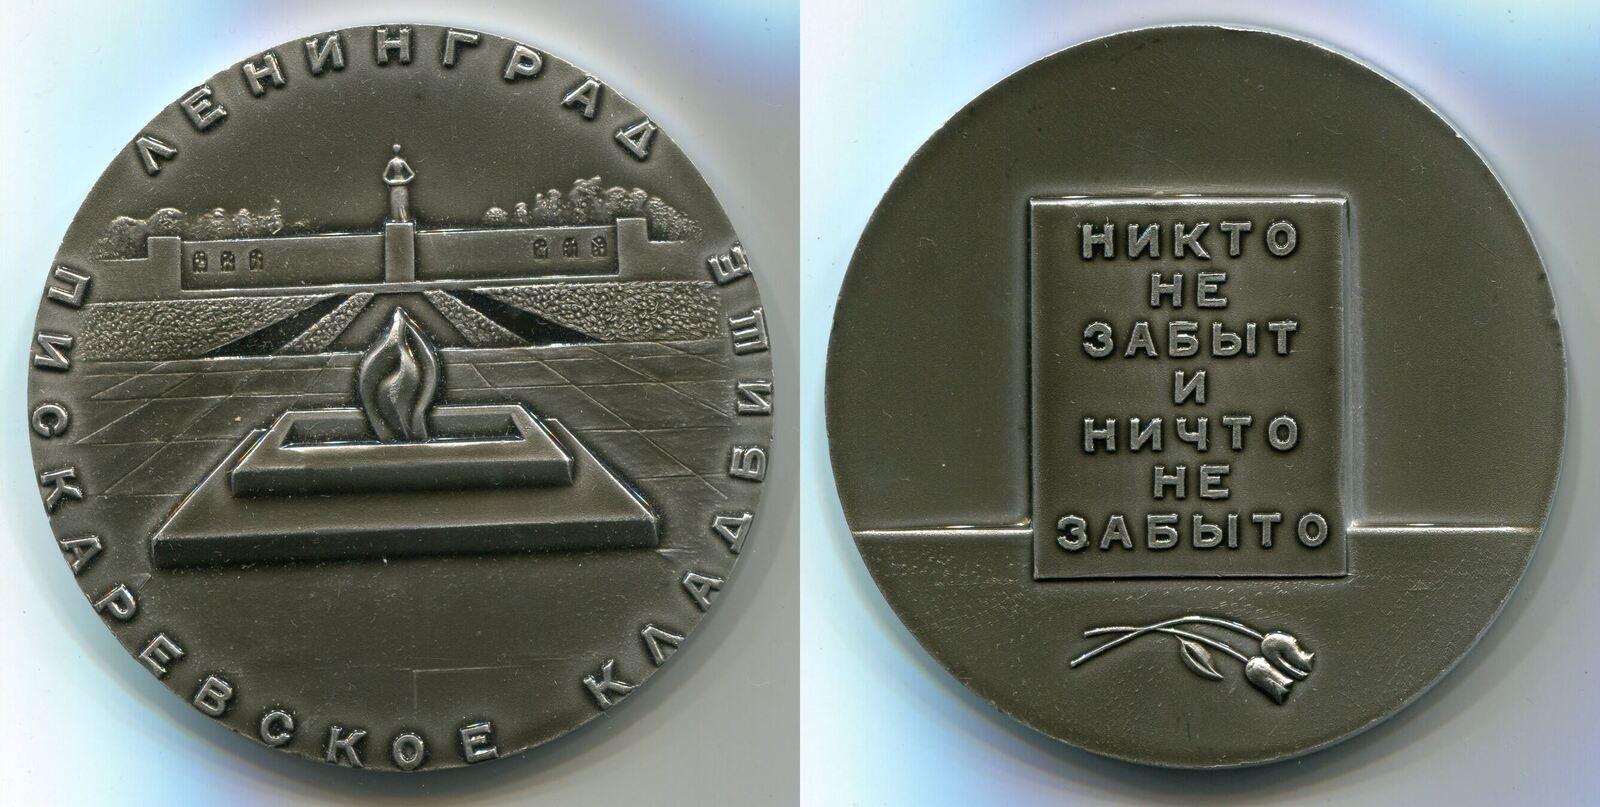 ЛЕНИНГРАД
ПИСКАРЕВСКОЕ КЛАДБИЩЕ
НИКТО
НЕ
ЗАБЫТ
И
НИЧТО
НЕ
ЗАБЫТО